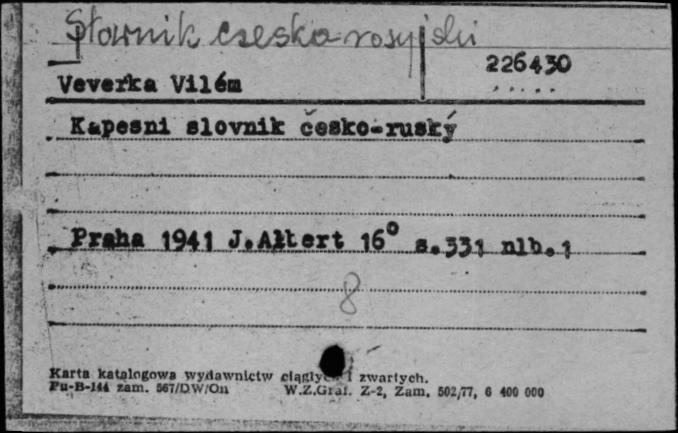 Słownik czesko-rosyjski
226430
Veverka Vilém
Kapesni slovnik česko-ruský
Praha 1941 J.Albert 16° s.331 nlb.1
8
Karta katalogowa wydawnictw ciągłych i zwartych.
Pu-B-144 zam. 567/DW/On W.Z.Graf. Z-2, Zam. 502/77, 6 400 000